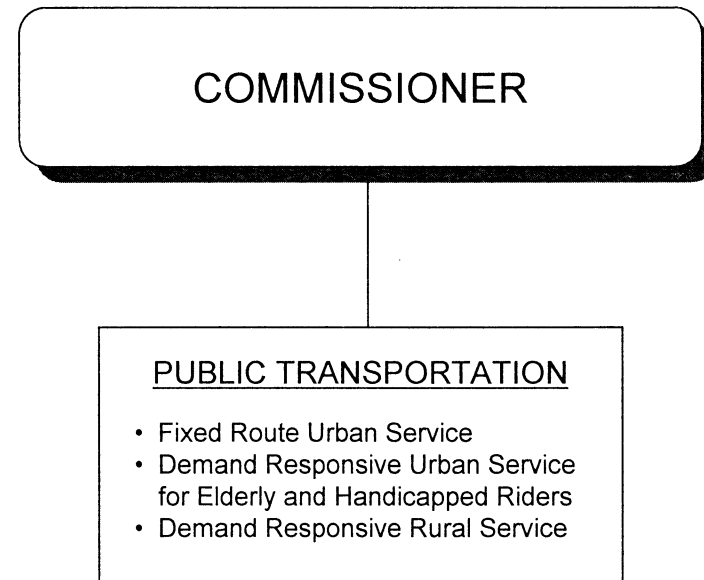 COMMISSIONER
PUBLIC TRANSPORTATION
• Fixed Route Urban Service
• Demand Responsive Urban Service
for Elderly and Handicapped Riders
• Demand Responsive Rural Service